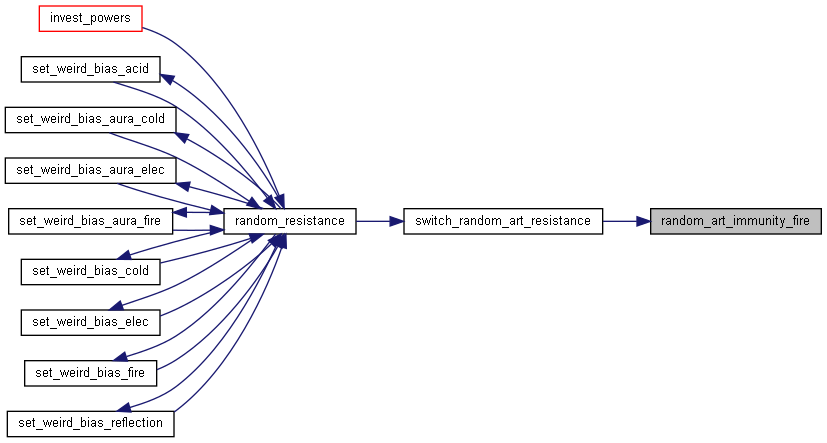 invest_powers
set_weird_bias_acid
set_weird_bias_aura_cold
set_weird_bias_aura_elec
set_weird_bias_aura_fire
random_resistance
switch_random_art_resistance
random_art_immunity_fire
set_weird_bias_cold
set_weird_bias_elec
set_weird_bias_fire
set_weird_bias_reflection